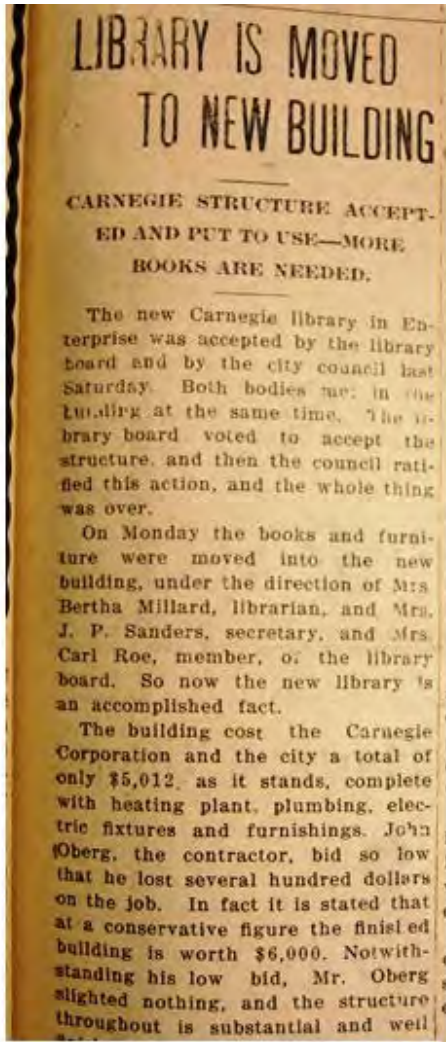 LIBRARY IS MOVED
TO NEW BUILDING
CARNEGIE STRUCTURE ACCEPT-
ED AND PUT TO USE—MORE
BOOKS ARE NEEDED.
The new Carnegie library in En-
terprise was accepted by the library
board and by the city council last
Saturday. Both bodies met in the
building at the same time. The li-
brary board voted to accept the
structure, and then the council rati-
fied this action, and the whole thing
was over.
On Monday the books and furni-
ture were moved into the new
building, under the direction of Mrs
Bertha Millard, librarian, and Mrs.
J. P. Sanders, secretary, and Mrs.
Carl Roe, member, of the library
board. So now the new library is
an accomplished fact.
The building cost the Carnegie
Corporation and the city a total of
only $5,012, as it stands, complete
with heating plant, plumbing, elec-
tric fixtures and furnishings. John
Oberg, the contractor, bid so low
that he lost several hundred dollars
on the job. In fact it is stated that
at a conservative figure the finished
building is worth $6,000. Notwith-
standing his low bid, Mr. Oberg
slighted nothing, and the structure
throughout is substantial and well